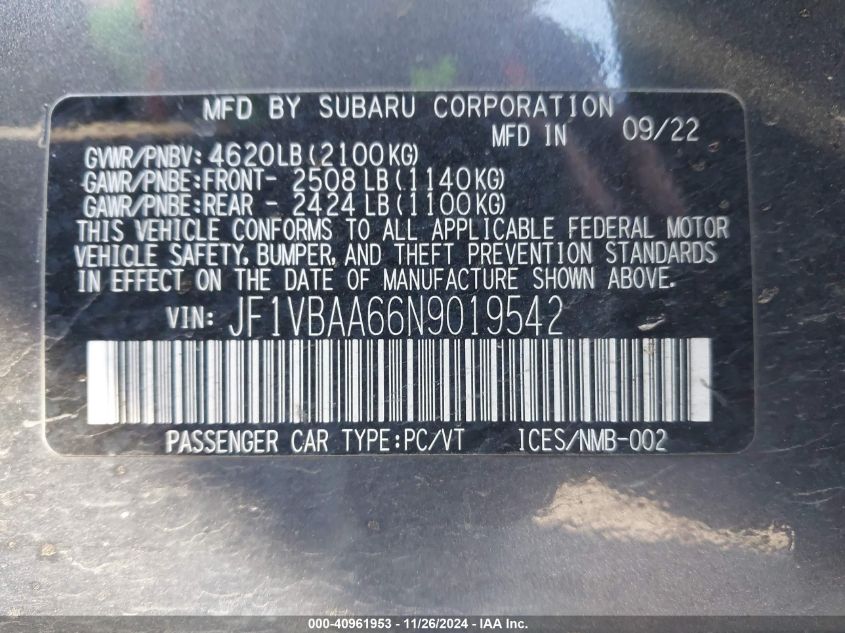 MFD BY SUBARU CORPORATION
MFD IN 09/22
GVWR/PNBV: 4620LB(2100KG)
GAWR/PNBE:FRONT- 2508 LB(1140KG)
GAWR/PNBE:REAR - 2424 LB(1100KG)
THIS VEHICLE CONFORMS TO ALL APPLICABLE FEDERAL MOTOR
VEHICLE SAFETY, BUMPER, AND THEFT PREVENTION STANDARDS
IN EFFECT ON THE DATE OF MANUFACTURE SHOWN ABOVE.
VIN: JF1VBAA66N9019542
PASSENGER CAR TYPE:PC/VT ICES/NMB-002
000-40961953 - 11/26/2024 - IAA, Inc.